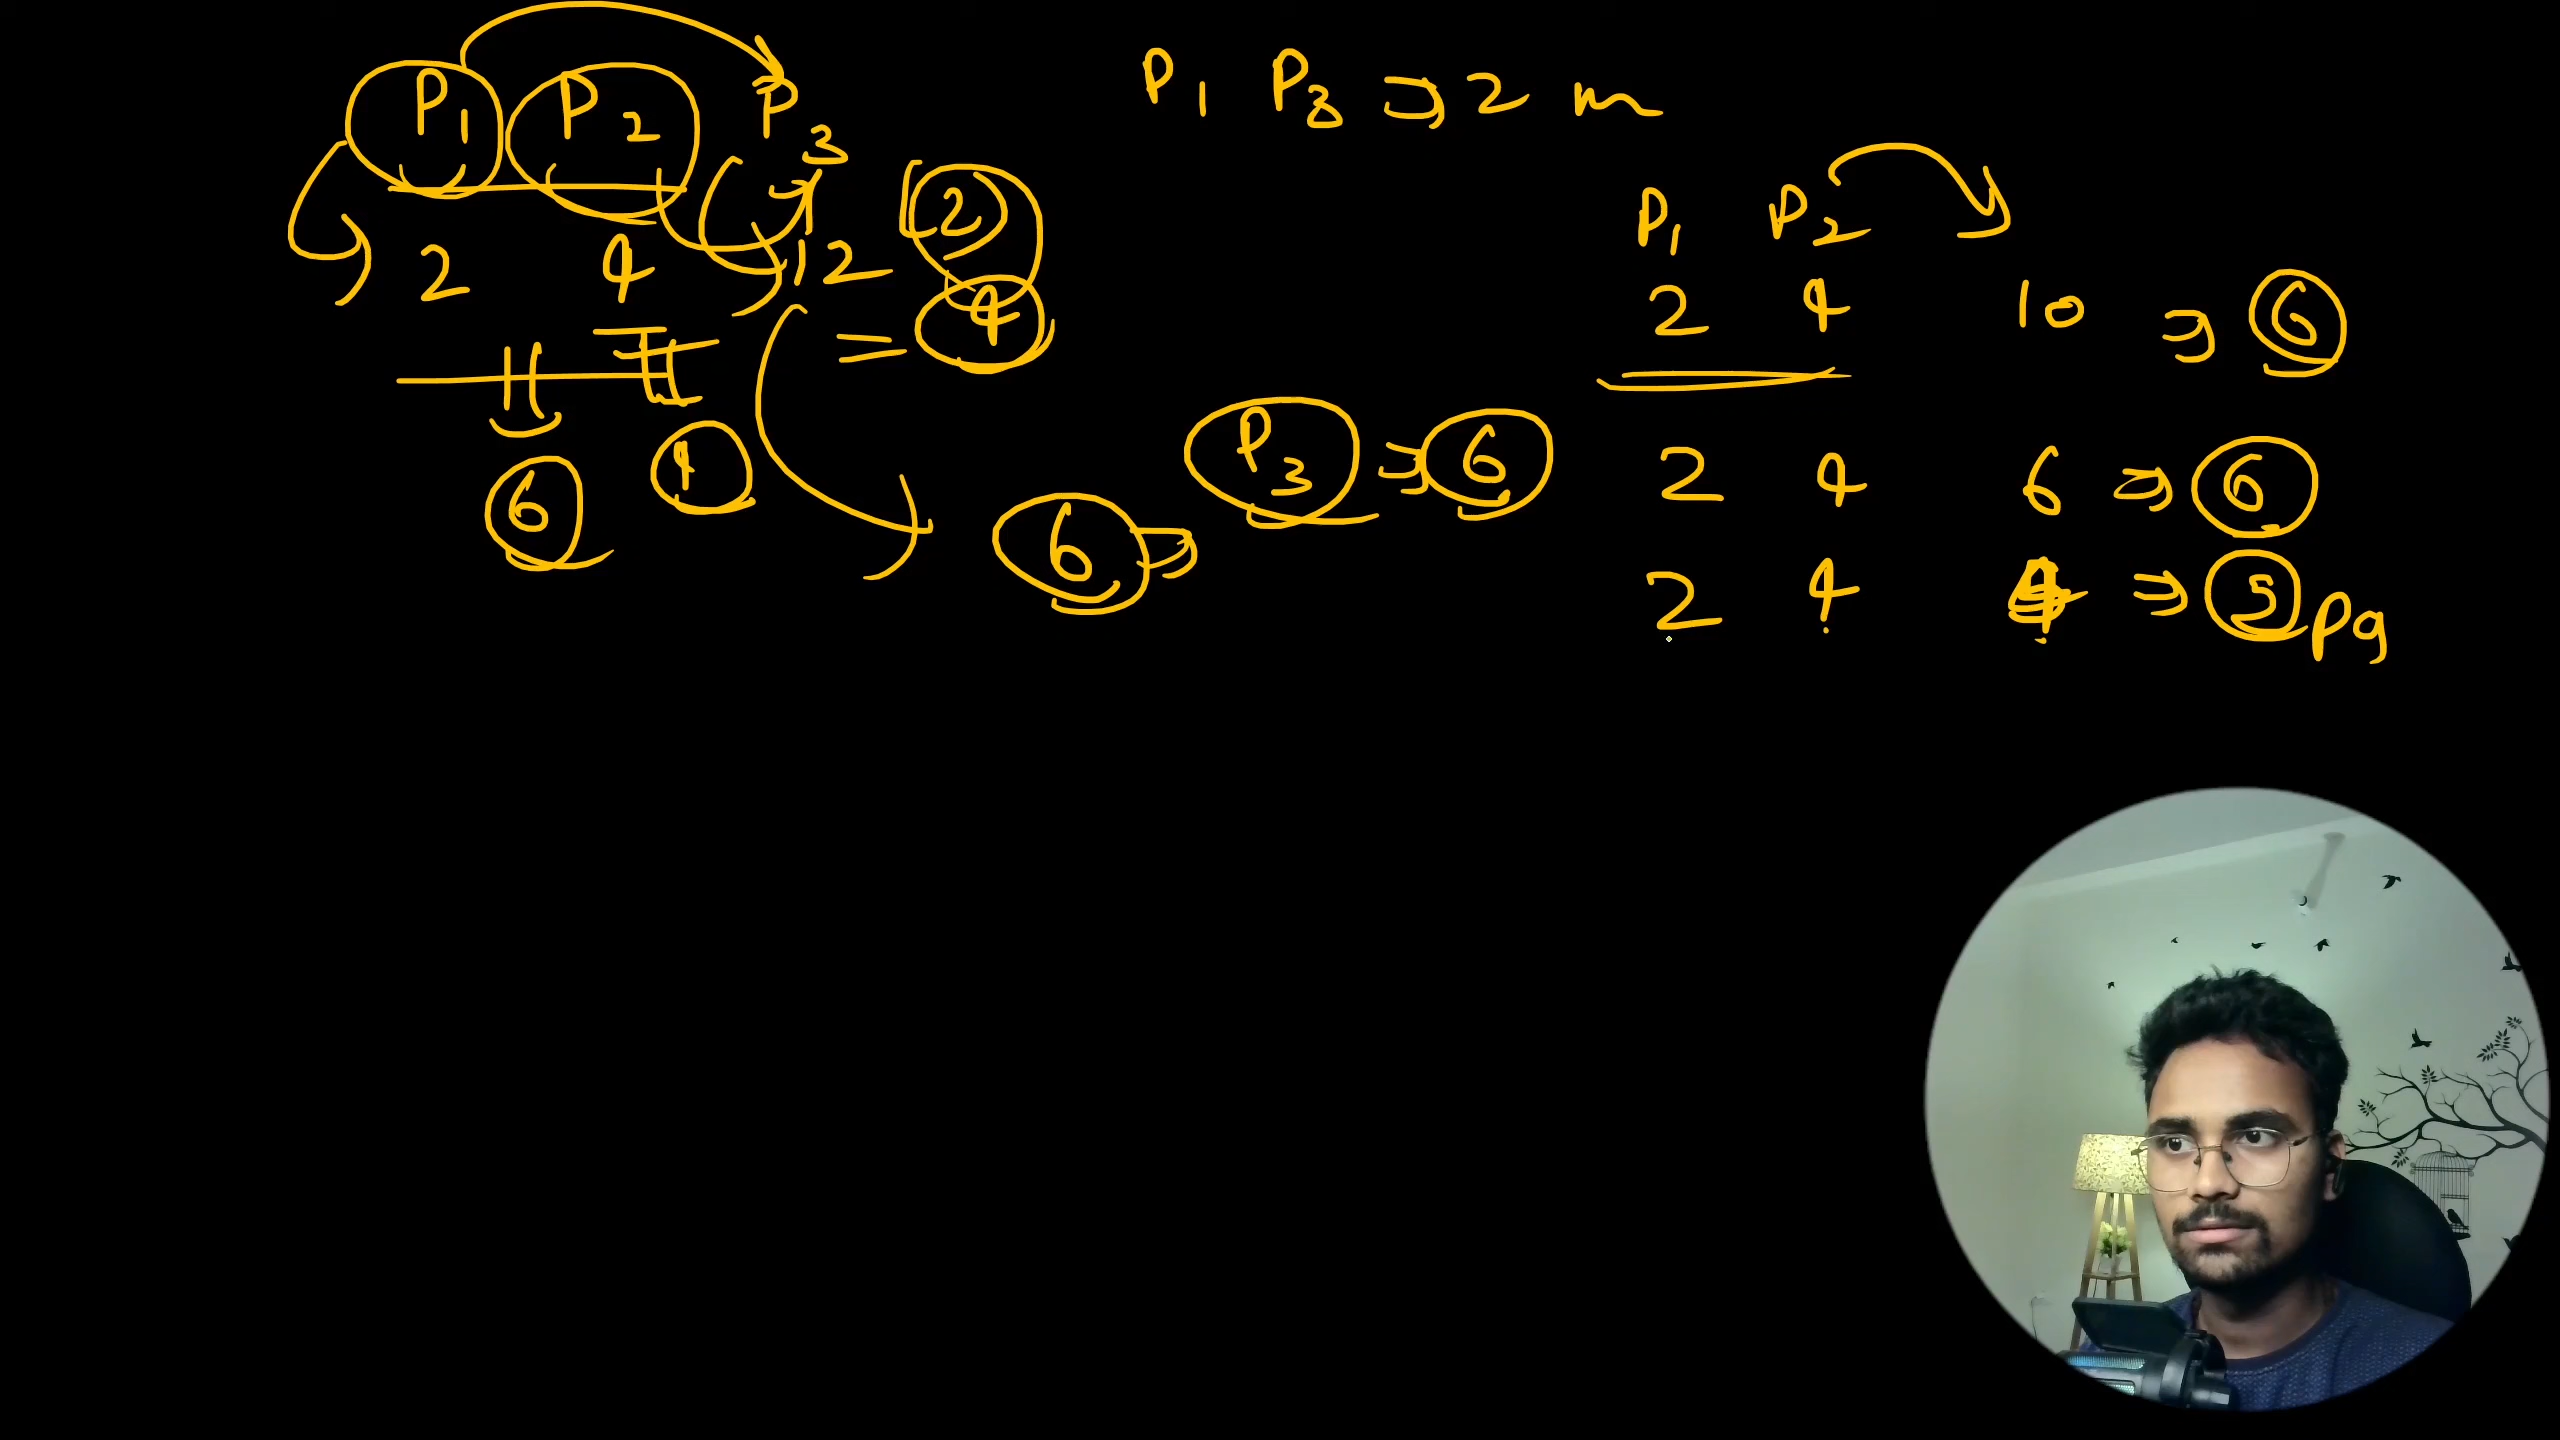 P1 P2 P3
2 4 12 2
= 4
6
P1 P3 ⇒ 2 m
P1 P2
2 4 10 ⇒ 6
6 ⇒ P3 ⇒ 6
2 4 6 ⇒ 6
2 4 4 ⇒ 5 pg